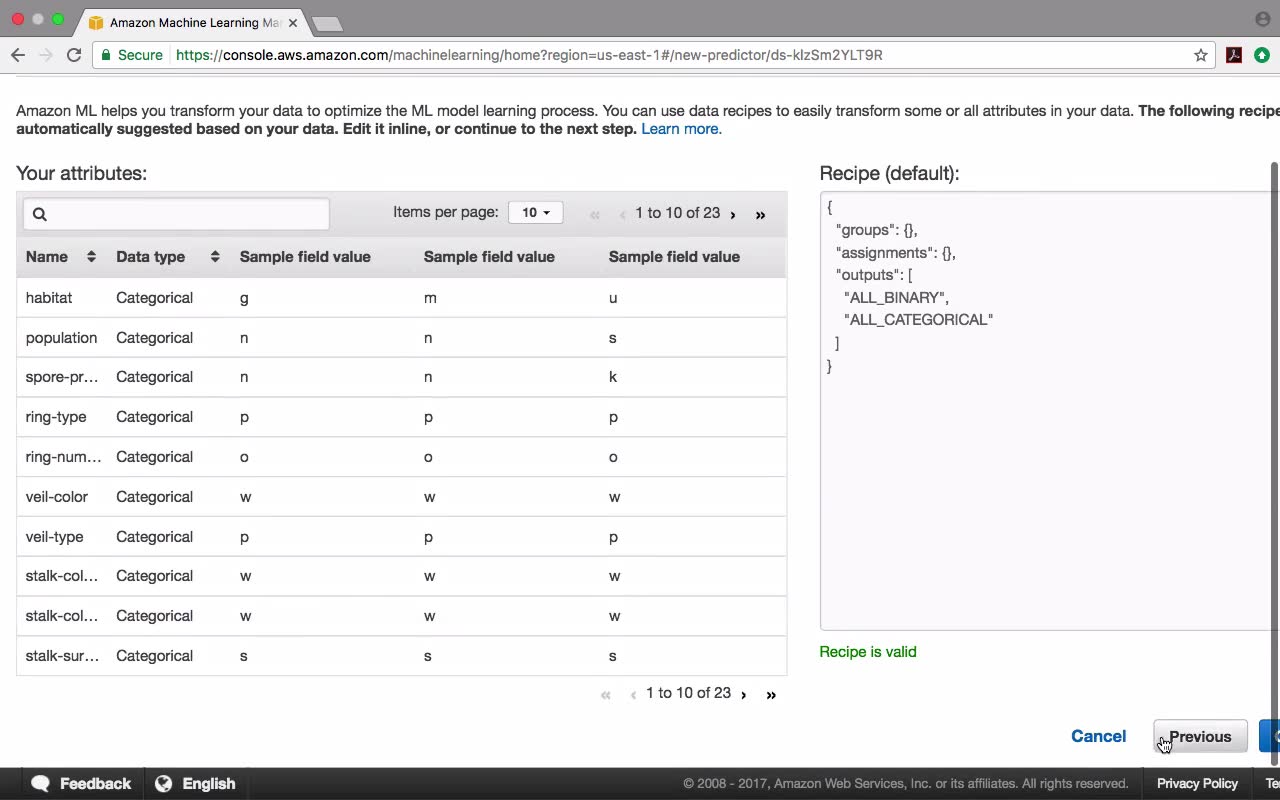 Amazon Machine Learning Ma
Secure https://console.aws.amazon.com/machinelearning/home?region=us-east-1#/new-predictor/ds-kIzSm2YLT9R
Amazon ML helps you transform your data to optimize the ML model learning process. You can use data recipes to easily transform some or all attributes in your data. The following recipe
automatically suggested based on your data. Edit it inline, or continue to the next step. Learn more.
Your attributes:
Items per page: 10 « ‹ 1 to 10 of 23 › »
Name Data type Sample field value Sample field value Sample field value
habitat Categorical g m u
population Categorical n n s
spore-pr... Categorical n n k
ring-type Categorical p p p
ring-num... Categorical o o o
veil-color Categorical w w w
veil-type Categorical p p p
stalk-col... Categorical w w w
stalk-col... Categorical w w w
stalk-sur... Categorical s s s
« ‹ 1 to 10 of 23 › »
Recipe (default):
{
"groups": {},
"assignments": {},
"outputs": [
"ALL_BINARY",
"ALL_CATEGORICAL"
]
}
Recipe is valid
Cancel Previous
Feedback English © 2008 - 2017, Amazon Web Services, Inc. or its affiliates. All rights reserved. Privacy Policy Te